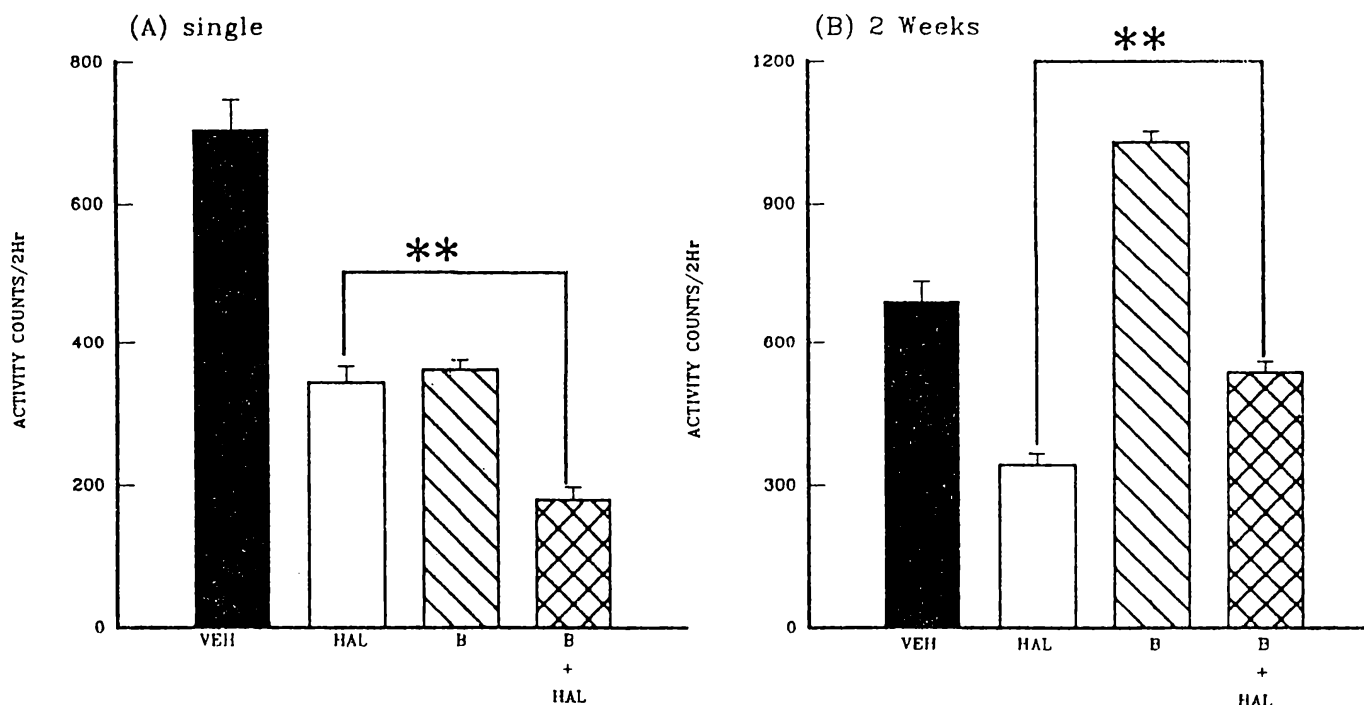 (A) single
800
600
400
200
0
ACTIVITY COUNTS/2Hr
**
VEH
HAL
B
B
+
HAL
(B) 2 Weeks
1200
900
600
300
0
ACTIVITY COUNTS/2Hr
**
VEH
HAL
B
B
+
HAL